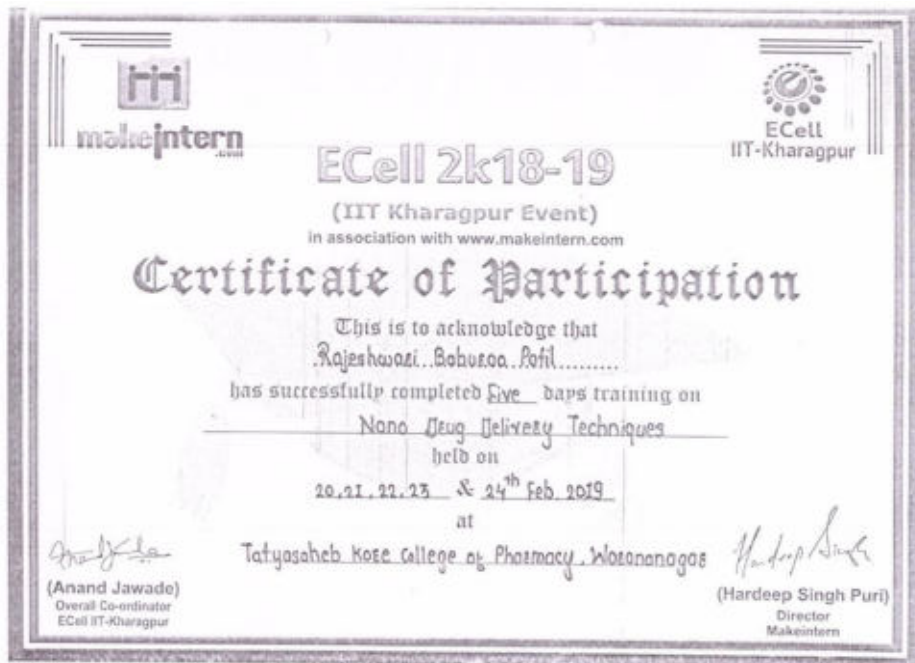 makeintern
.com
ECell
IIT-Kharagpur
ECell 2k18-19
(IIT Kharagpur Event)
in association with www.makeintern.com
Certificate of Participation
This is to acknowledge that
Rajeshwari Baburao Patil
has successfully completed Five days training on
Nano Drug Delivery Techniques
held on
20,21,22,23 & 24th Feb 2019
at
Tatyasaheb Kore College of Pharmacy, Warananagar
(Anand Jawade)
Overall Co-ordinator
ECell IIT-Kharagpur
Hardeep Singh
(Hardeep Singh Puri)
Director
Makeintern